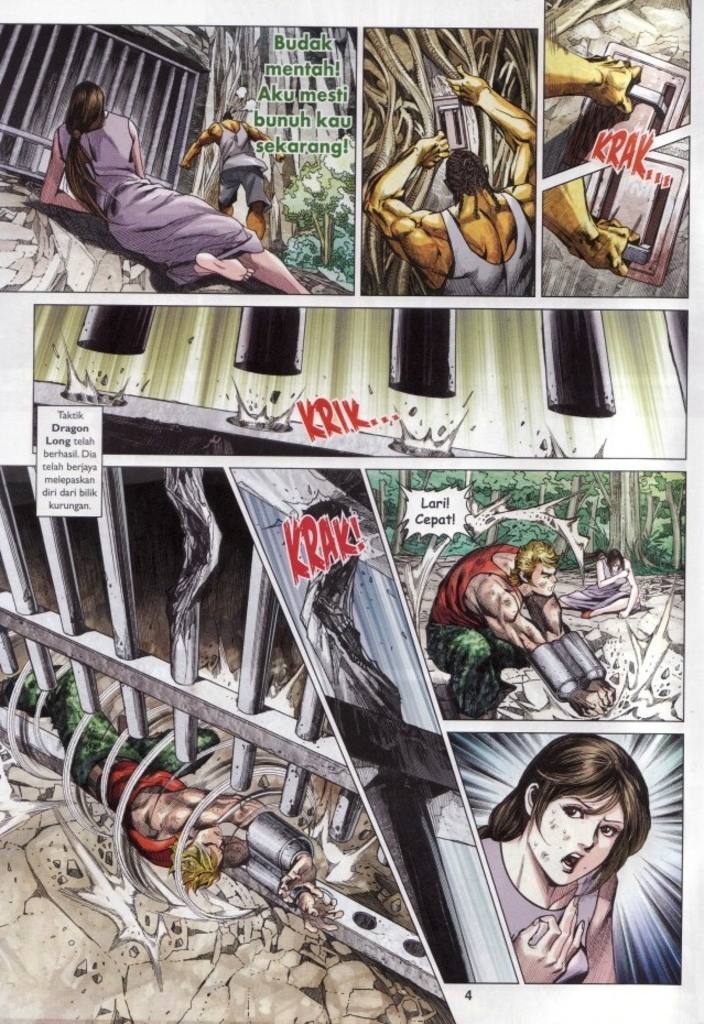 Budak
mentah!
Aku mesti
bunuh kau
sekarang!
KRAK...
KRIK...
Taktik
Dragon
Long telah
berhasil. Dia
telah berjaya
melepaskan
diri dari bilik
kurungan.
KRAK!
Lari!
Cepat!
4